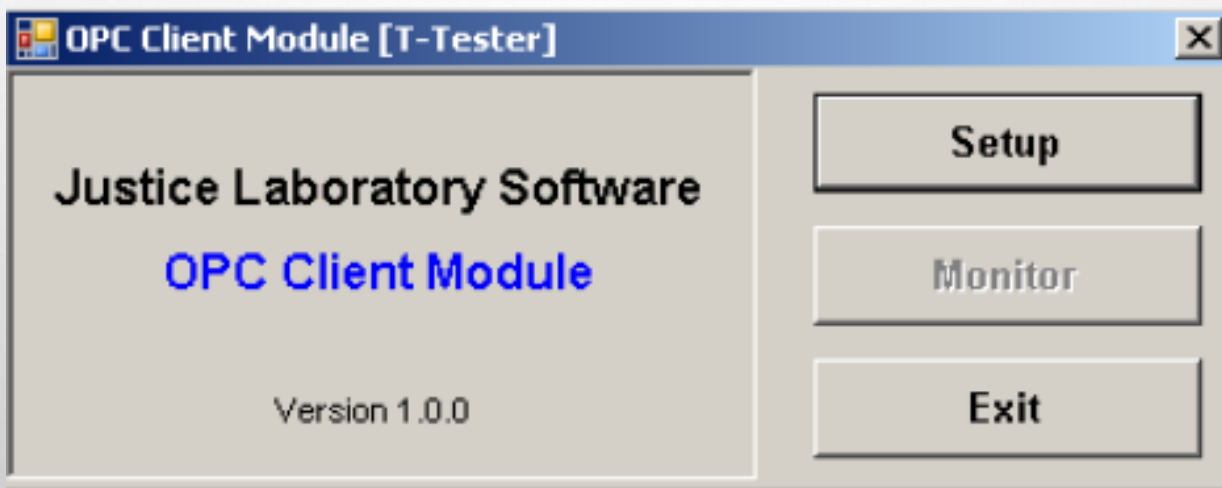 OPC Client Module [T-Tester]
Justice Laboratory Software
OPC Client Module
Version 1.0.0
Setup
Monitor
Exit